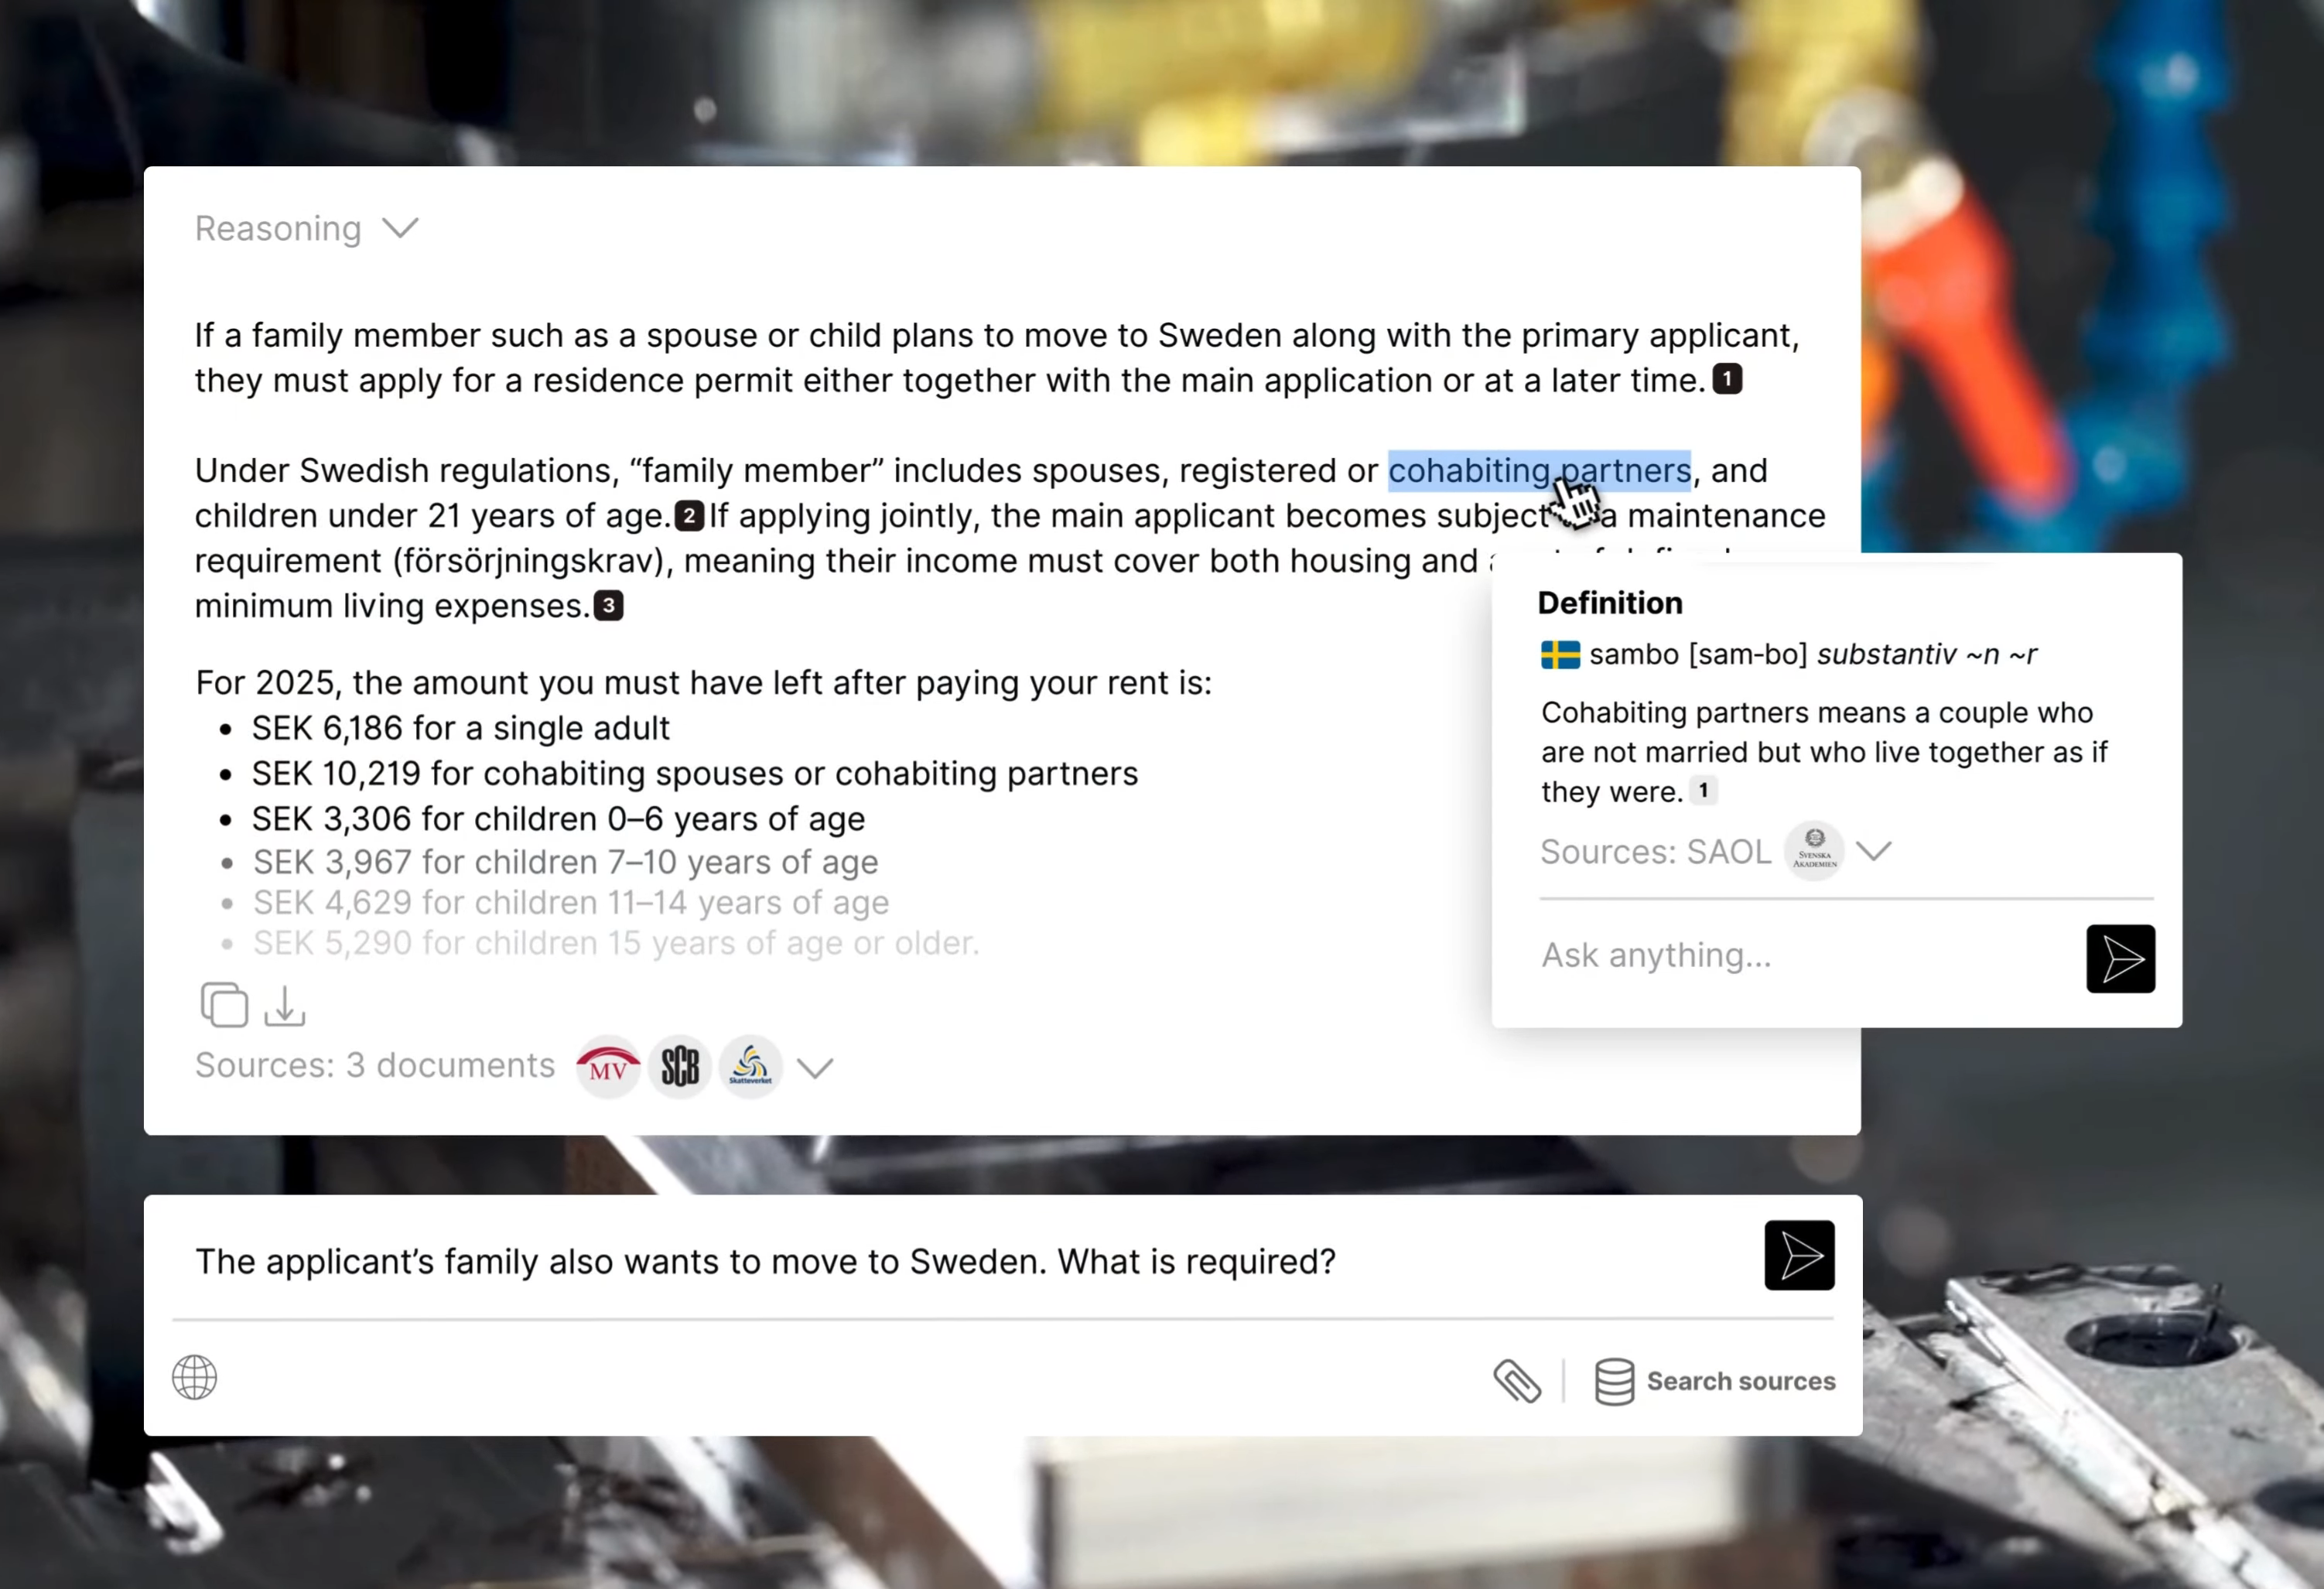 Reasoning
If a family member such as a spouse or child plans to move to Sweden along with the primary applicant,
they must apply for a residence permit either together with the main application or at a later time. 1
Under Swedish regulations, “family member” includes spouses, registered or cohabiting partners, and
children under 21 years of age. 2 If applying jointly, the main applicant becomes subject a maintenance
requirement (försörjningskrav), meaning their income must cover both housing and
minimum living expenses. 3
For 2025, the amount you must have left after paying your rent is:
• SEK 6,186 for a single adult
• SEK 10,219 for cohabiting spouses or cohabiting partners
• SEK 3,306 for children 0–6 years of age
• SEK 3,967 for children 7–10 years of age
• SEK 4,629 for children 11–14 years of age
• SEK 5,290 for children 15 years of age or older.
Sources: 3 documents MV SCB Skatteverket
Definition
sambo [sam-bo] substantiv ~n ~r
Cohabiting partners means a couple who
are not married but who live together as if
they were. 1
Sources: SAOL SVENSKA AKADEMIEN
Ask anything...
The applicant’s family also wants to move to Sweden. What is required?
Search sources